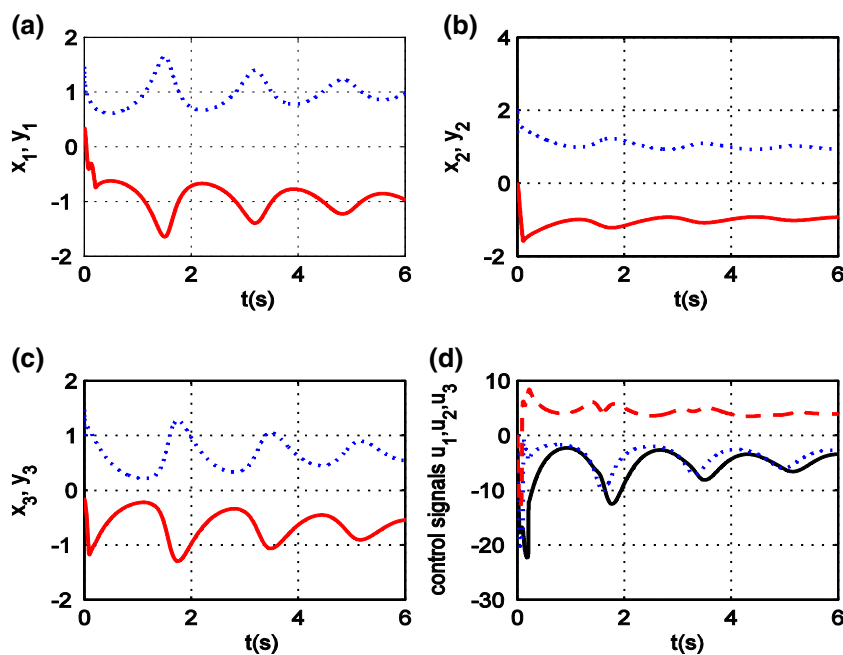 (a)
2
1
0
-1
-2
x1, y1
0 2 4 6
t(s)
(b)
4
2
0
-2
x2, y2
0 2 4 6
t(s)
(c)
2
1
0
-1
-2
x3, y3
0 2 4 6
t(s)
(d)
10
0
-10
-20
-30
control signals u1,u2,u3
0 2 4 6
t(s)